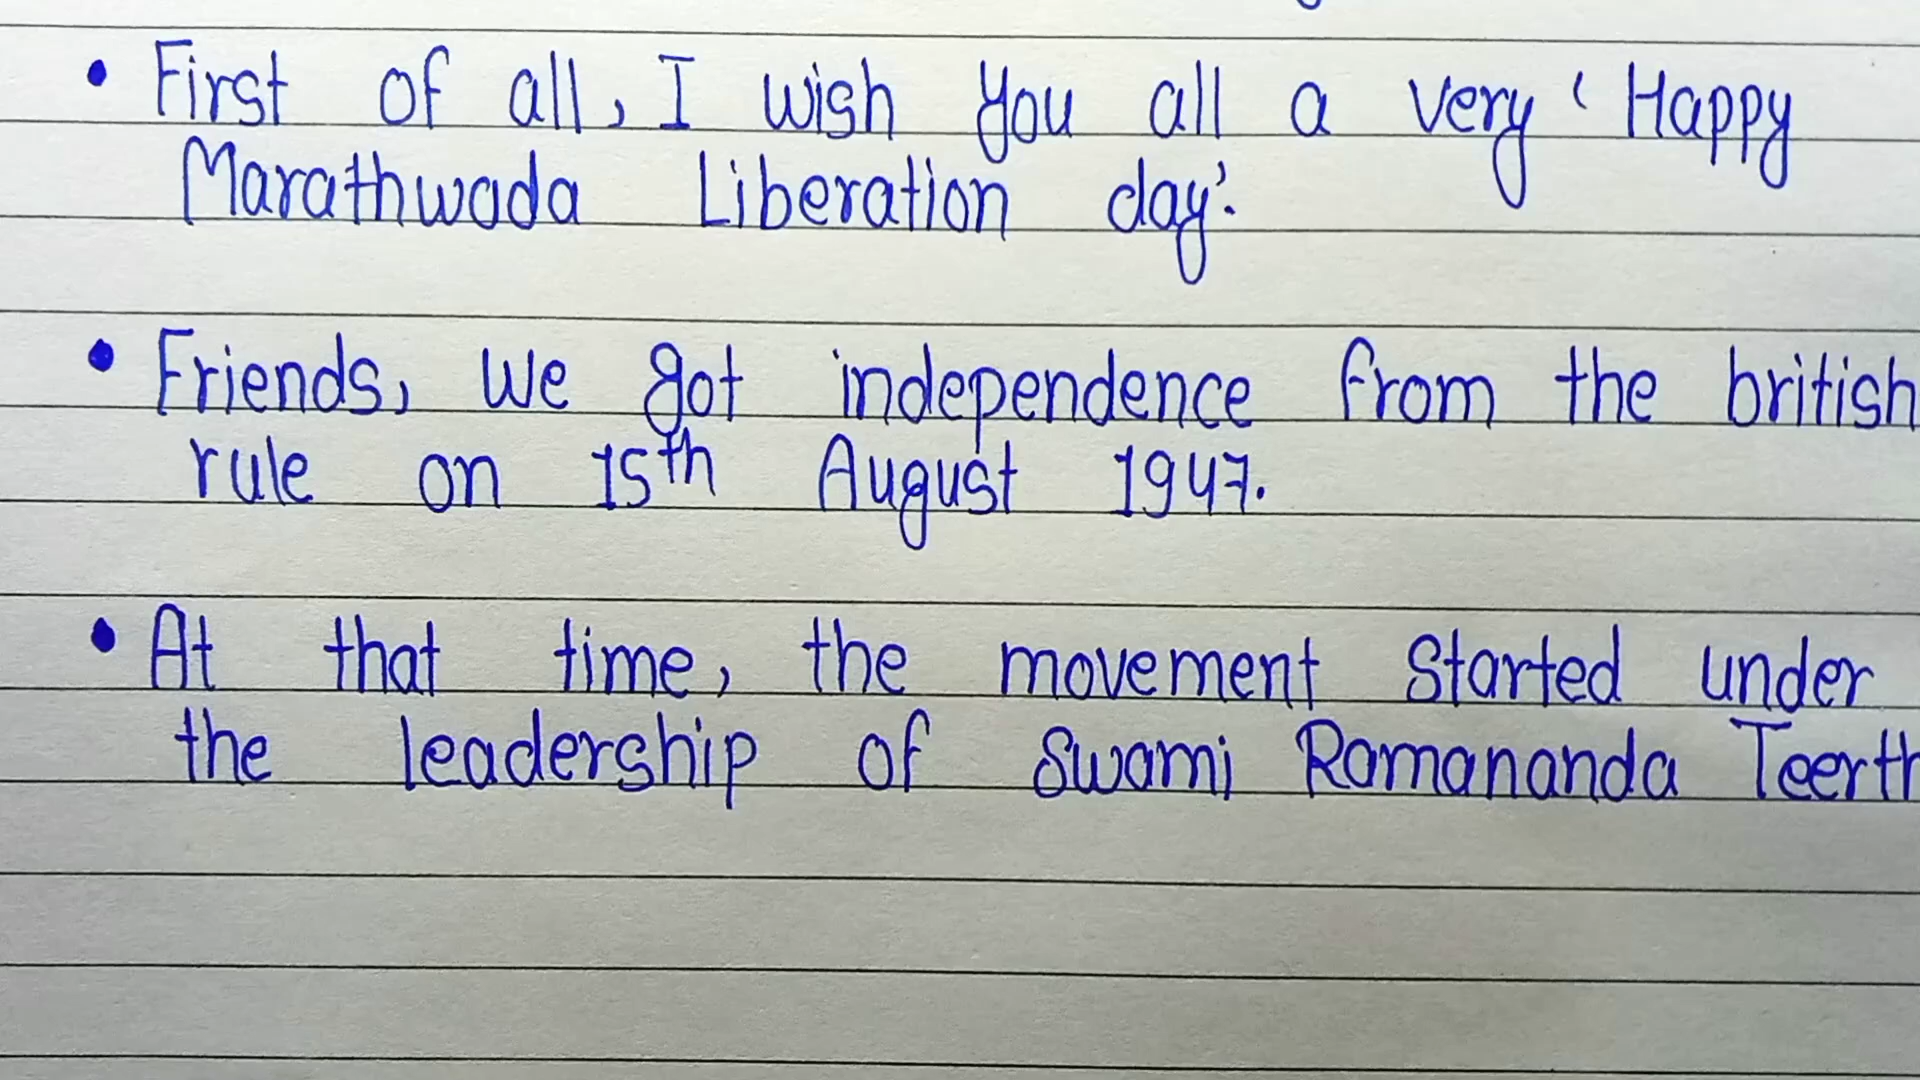 • First of all, I wish you all a very ‘Happy
Marathwada Liberation day’.
• Friends, we got independence from the british
rule on 15th August 1947.
• At that time, the movement started under
the leadership of Swami Ramananda Teerth